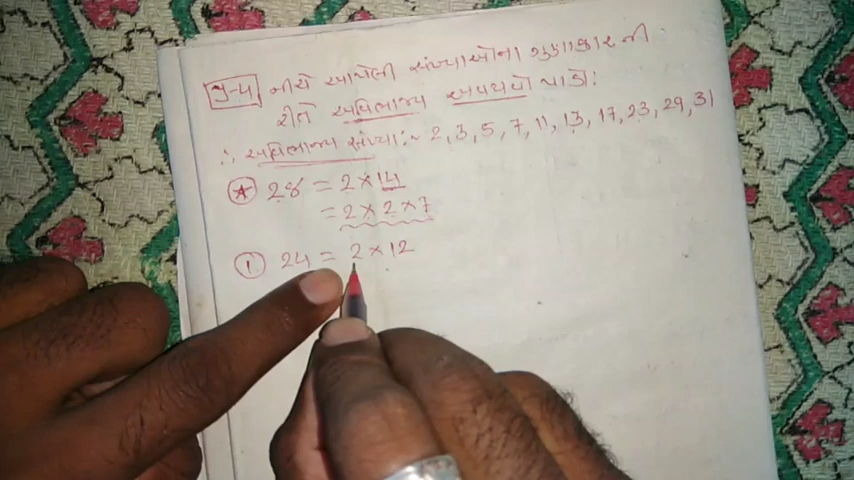 પ્ર-૫ નીચે આપેલી સંખ્યાઓના ગુણાકારની
રીતે અવિભાજ્ય અવયવો પાડો:
∴ અવિભાજ્ય સંખ્યા:- 2, 3, 5, 7, 11, 13, 17, 23, 29, 31
★ 28 = 2 × 14
= 2 × 2 × 7
1 24 = 2 × 12